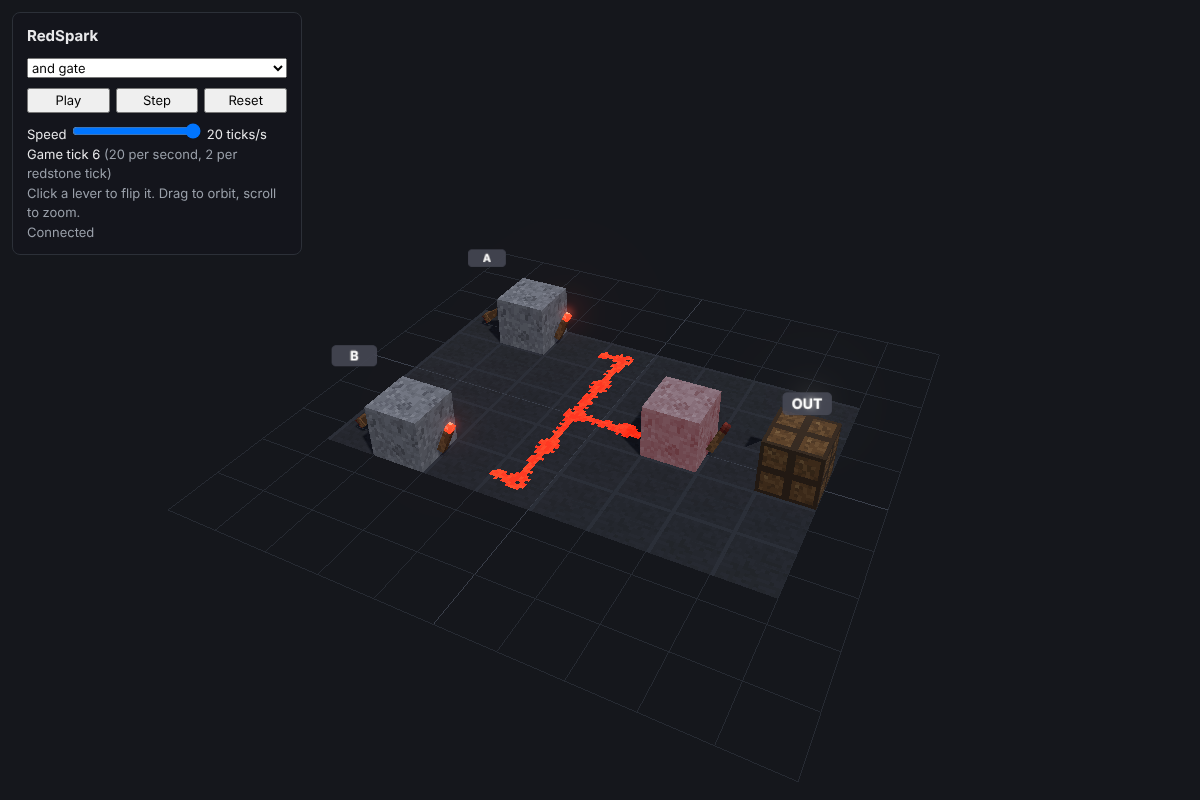 RedSpark
and gate
Play Step Reset
Speed 20 ticks/s
Game tick 6 (20 per second, 2 per
redstone tick)
Click a lever to flip it. Drag to orbit, scroll
to zoom.
Connected
A
B
OUT